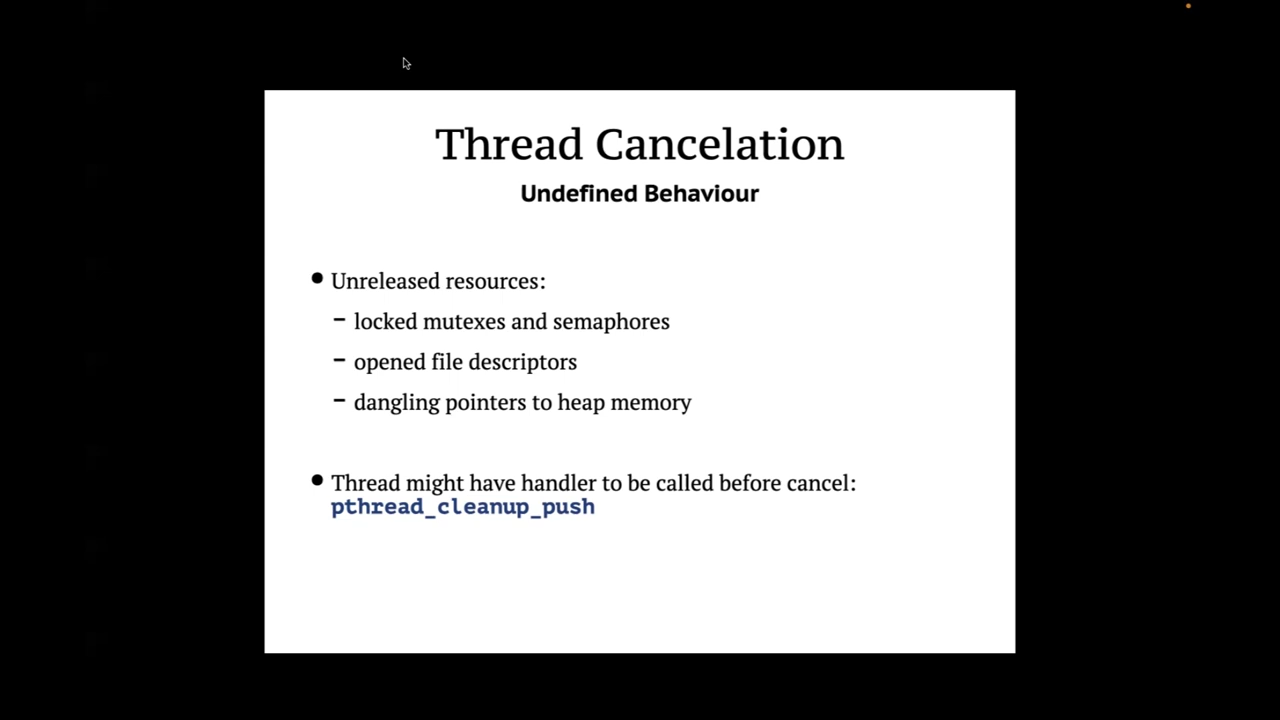 Thread Cancelation
Undefined Behaviour
• Unreleased resources:
– locked mutexes and semaphores
– opened file descriptors
– dangling pointers to heap memory
• Thread might have handler to be called before cancel:
pthread_cleanup_push